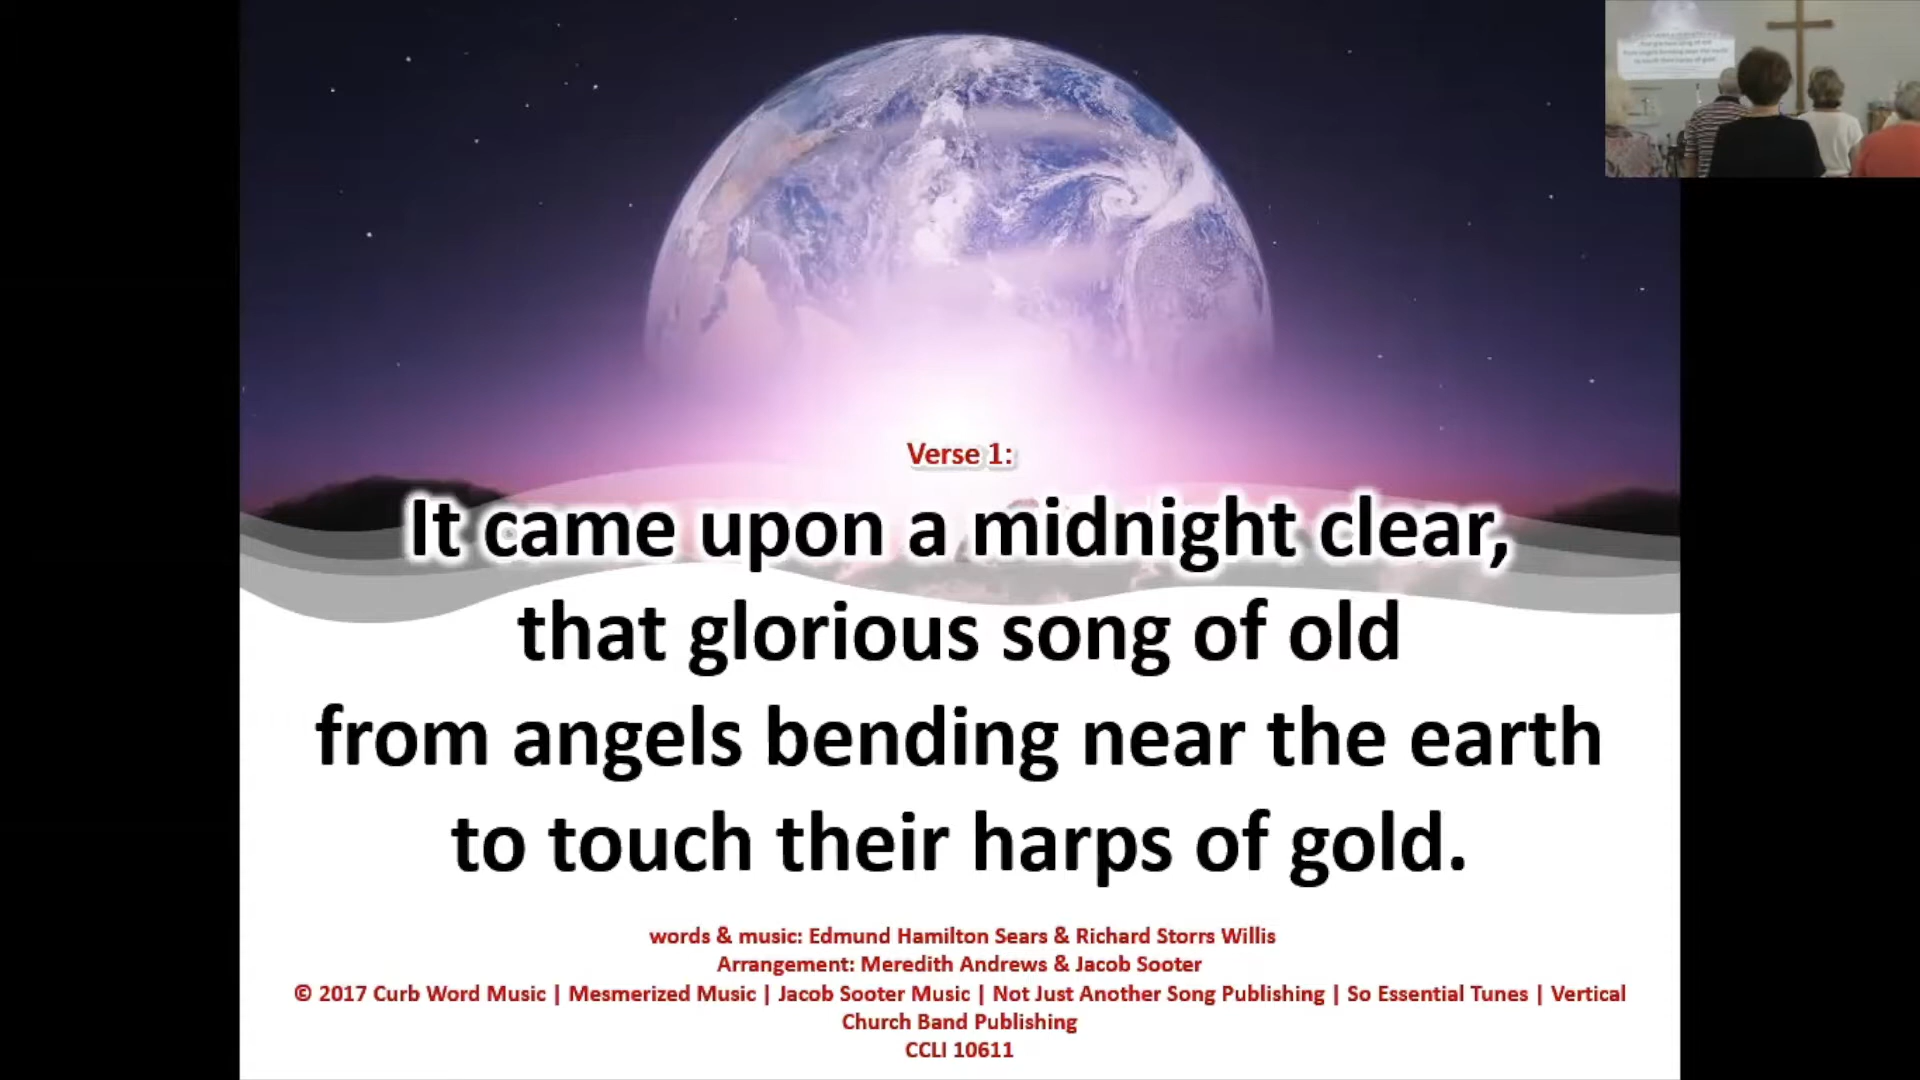 Verse 1:
It came upon a midnight clear,
that glorious song of old
from angels bending near the earth
to touch their harps of gold.
words & music: Edmund Hamilton Sears & Richard Storrs Willis
Arrangement: Meredith Andrews & Jacob Sooter
© 2017 Curb Word Music | Mesmerized Music | Jacob Sooter Music | Not Just Another Song Publishing | So Essential Tunes | Vertical
Church Band Publishing
CCLI 10611